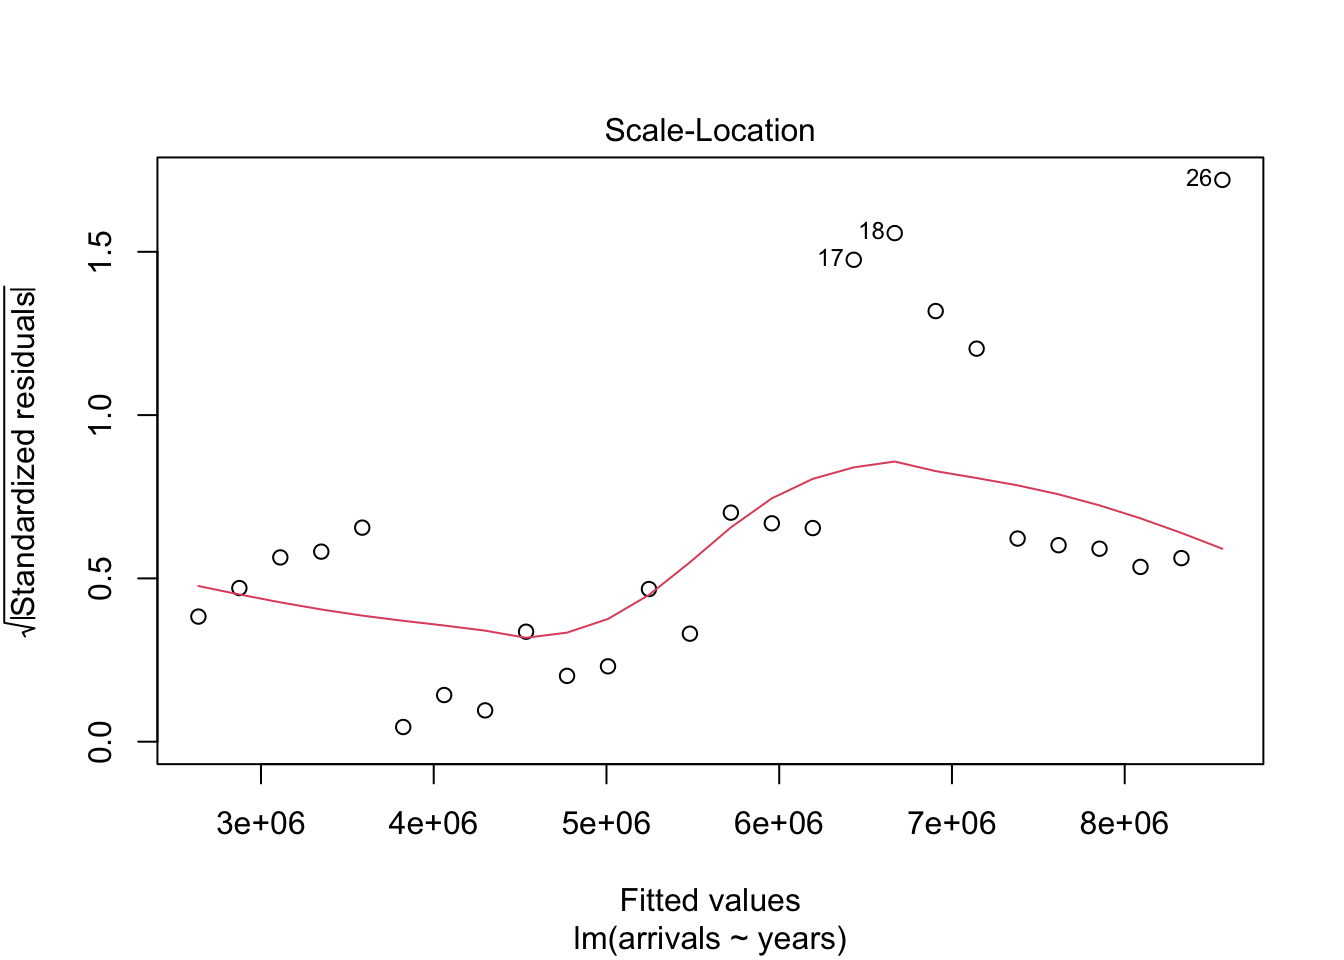 Scale-Location
√|Standardized residuals|
1.5
1.0
0.5
0.0
26
18
17
3e+06 4e+06 5e+06 6e+06 7e+06 8e+06
Fitted values
lm(arrivals ~ years)